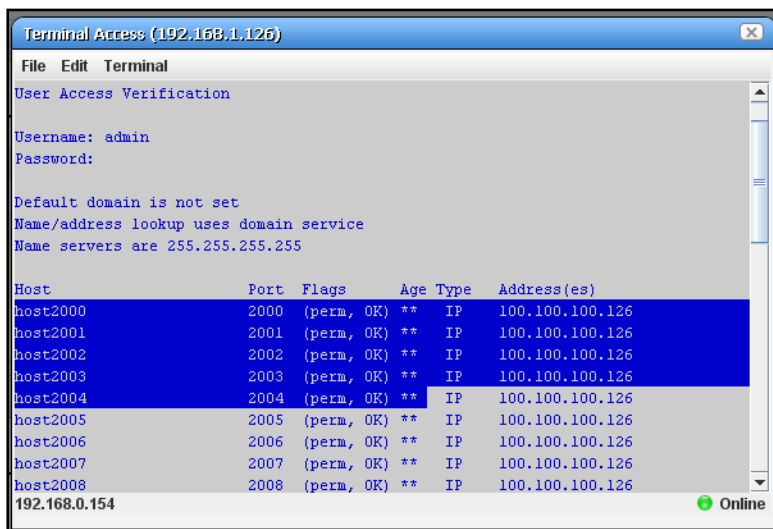 Terminal Access (192.168.1.126)
File Edit Terminal
User Access Verification
Username: admin
Password:
Default domain is not set
Name/address lookup uses domain service
Name servers are 255.255.255.255
Host Port Flags Age Type Address(es)
host2000 2000 (perm, OK) ** IP 100.100.100.126
host2001 2001 (perm, OK) ** IP 100.100.100.126
host2002 2002 (perm, OK) ** IP 100.100.100.126
host2003 2003 (perm, OK) ** IP 100.100.100.126
host2004 2004 (perm, OK) ** IP 100.100.100.126
host2005 2005 (perm, OK) ** IP 100.100.100.126
host2006 2006 (perm, OK) ** IP 100.100.100.126
host2007 2007 (perm, OK) ** IP 100.100.100.126
host2008 2008 (perm, OK) ** IP 100.100.100.126
192.168.0.154 Online